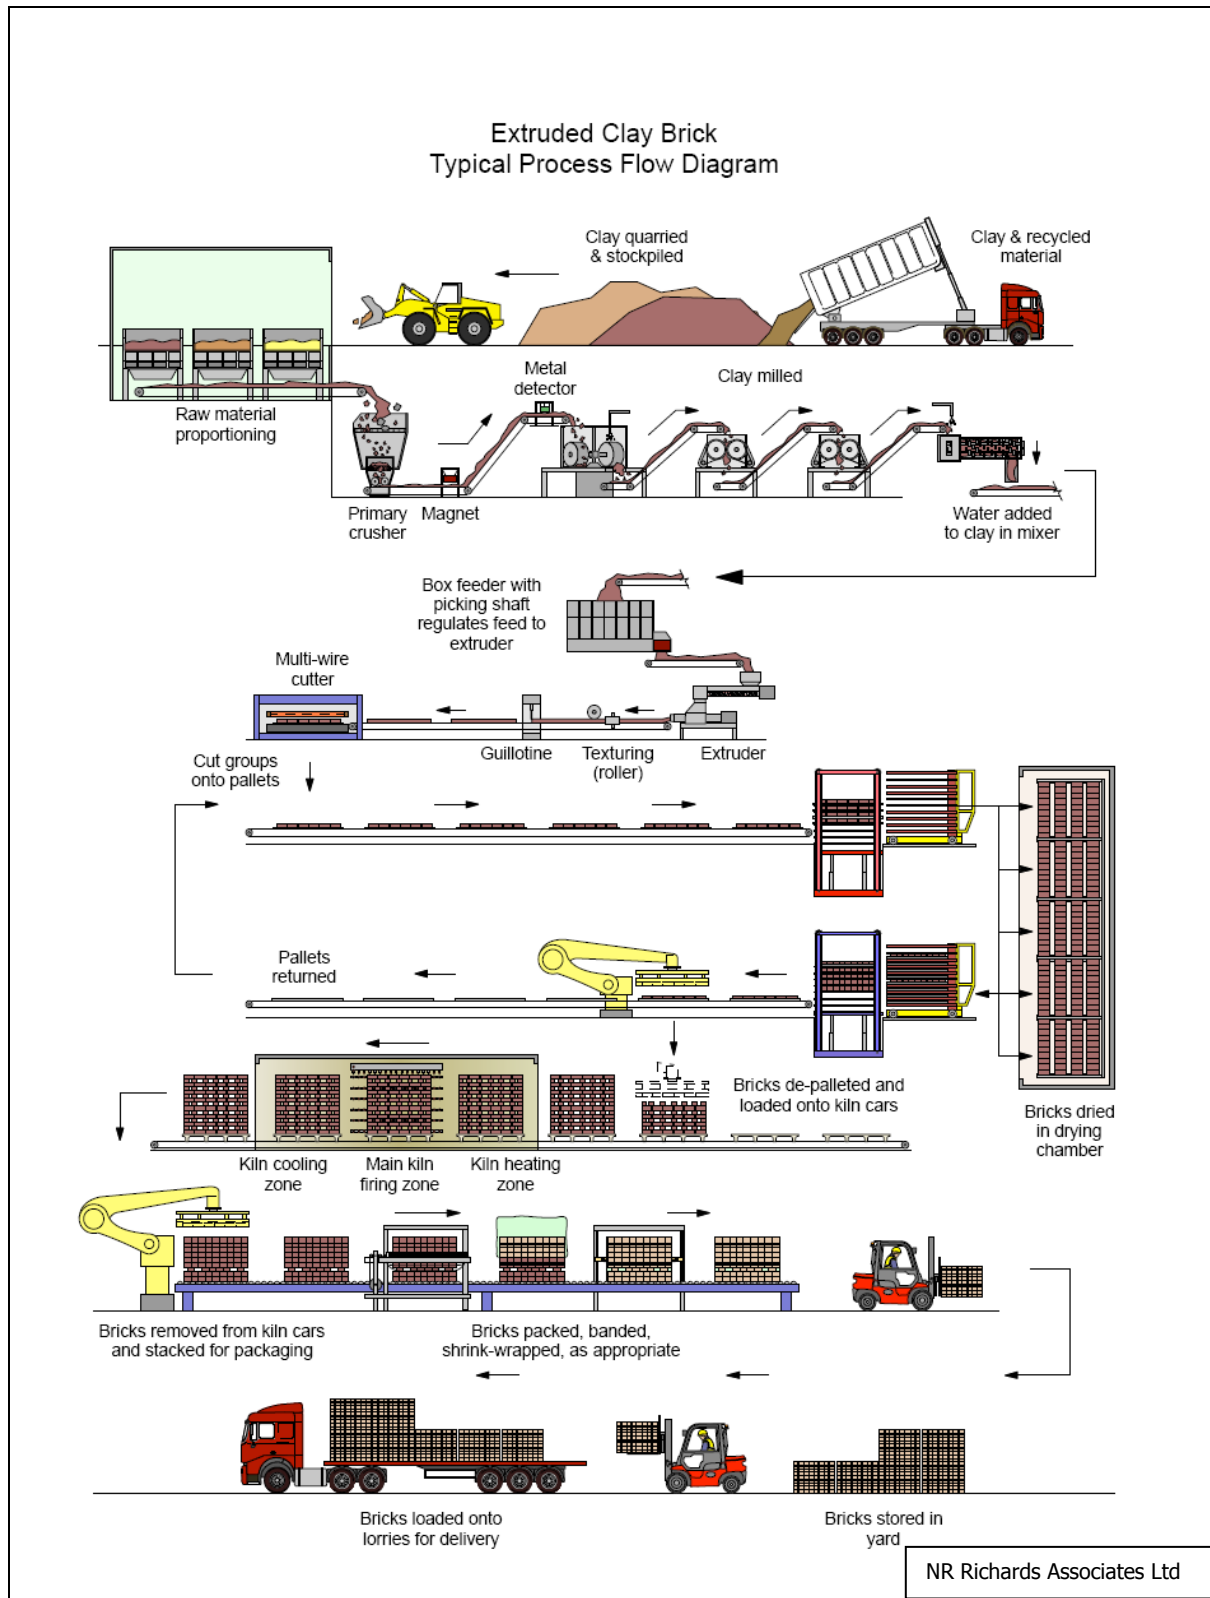 Extruded Clay Brick
Typical Process Flow Diagram
Clay quarried
& stockpiled
Clay & recycled
material
Metal
detector
Clay milled
Raw material
proportioning
Primary
crusher
Magnet
Water added
to clay in mixer
Box feeder with
picking shaft
regulates feed to
extruder
Multi-wire
cutter
Guillotine
Texturing
(roller)
Extruder
Cut groups
onto pallets
Pallets
returned
Bricks de-palleted and
loaded onto kiln cars
Bricks dried
in drying
chamber
Kiln cooling
zone
Main kiln
firing zone
Kiln heating
zone
Bricks removed from kiln cars
and stacked for packaging
Bricks packed, banded,
shrink-wrapped, as appropriate
Bricks loaded onto
lorries for delivery
Bricks stored in
yard
NR Richards Associates Ltd